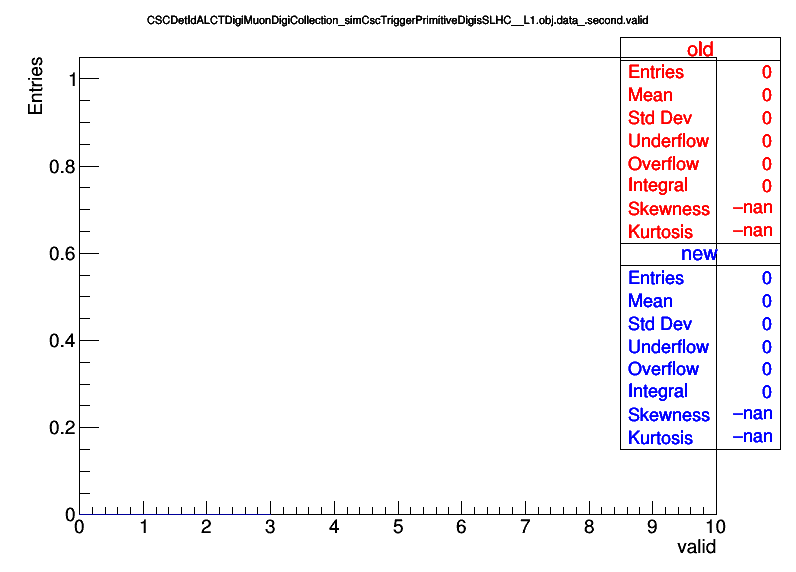 CSCDetIdALCTDigiMuonDigiCollection_simCscTriggerPrimitiveDigisSLHC__L1.obj.data_.second.valid
Entries
1
0.8
0.6
0.4
0.2
0
0 1 2 3 4 5 6 7 8 9 10
valid
old
Entries 0
Mean 0
Std Dev 0
Underflow 0
Overflow 0
Integral 0
Skewness −nan
Kurtosis −nan
new
Entries 0
Mean 0
Std Dev 0
Underflow 0
Overflow 0
Integral 0
Skewness −nan
Kurtosis −nan